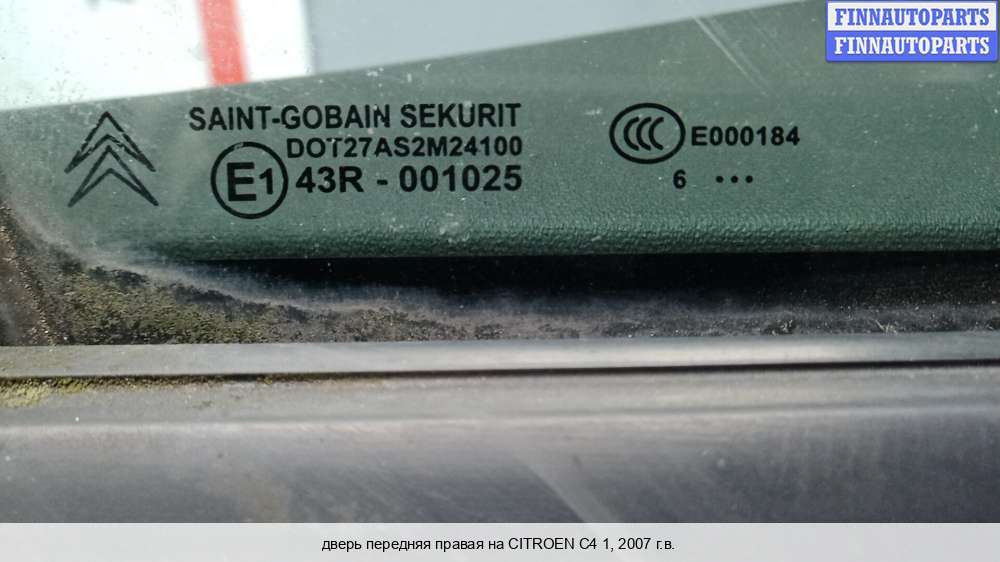 FINNAUTOPARTS
FINNAUTOPARTS
SAINT-GOBAIN SEKURIT
DOT27AS2M24100
E1 43R - 001025
CCC E000184
6 ...
дверь передняя правая на CITROEN C4 1, 2007 г.в.